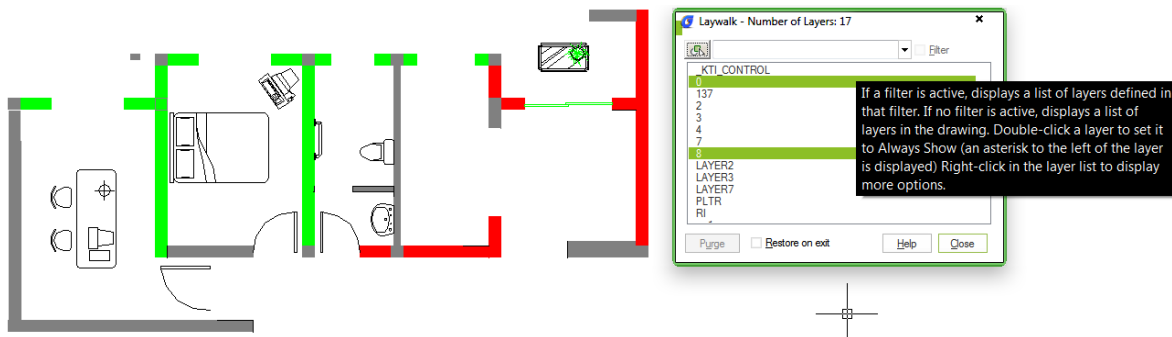 Laywalk - Number of Layers: 17
Filter
_KTI_CONTROL
0
137
2
3
4
7
8
LAYER2
LAYER3
LAYER7
PLTR
RI
If a filter is active, displays a list of layers defined in
that filter. If no filter is active, displays a list of
layers in the drawing. Double-click a layer to set it
to Always Show (an asterisk to the left of the layer
is displayed) Right-click in the layer list to display
more options.
Purge
Restore on exit
Help
Close